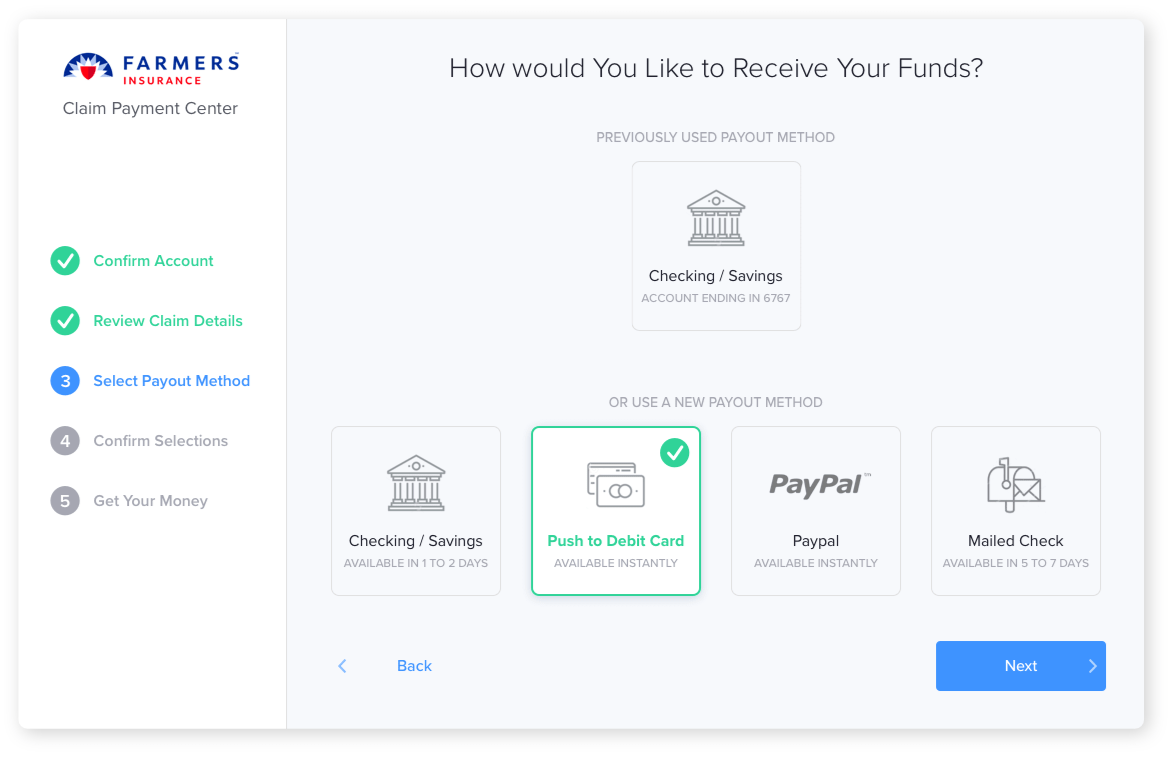 FARMERS
INSURANCE
Claim Payment Center
Confirm Account
Review Claim Details
3 Select Payout Method
4 Confirm Selections
5 Get Your Money
How would You Like to Receive Your Funds?
PREVIOUSLY USED PAYOUT METHOD
Checking / Savings
ACCOUNT ENDING IN 6767
OR USE A NEW PAYOUT METHOD
Checking / Savings
AVAILABLE IN 1 TO 2 DAYS
Push to Debit Card
AVAILABLE INSTANTLY
PayPal
Paypal
AVAILABLE INSTANTLY
Mailed Check
AVAILABLE IN 5 TO 7 DAYS
Back
Next